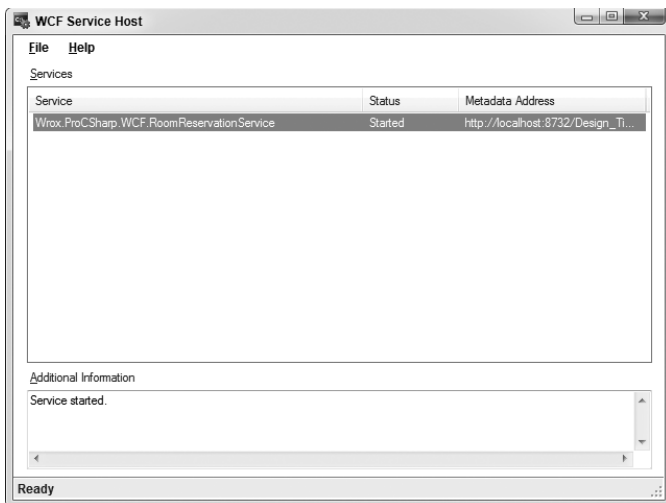 WCF Service Host
File Help
Services
Service Status Metadata Address
Wrox.ProCSharp.WCF.RoomReservationService Started http://localhost:8732/Design_Ti...
Additional Information
Service started.
Ready